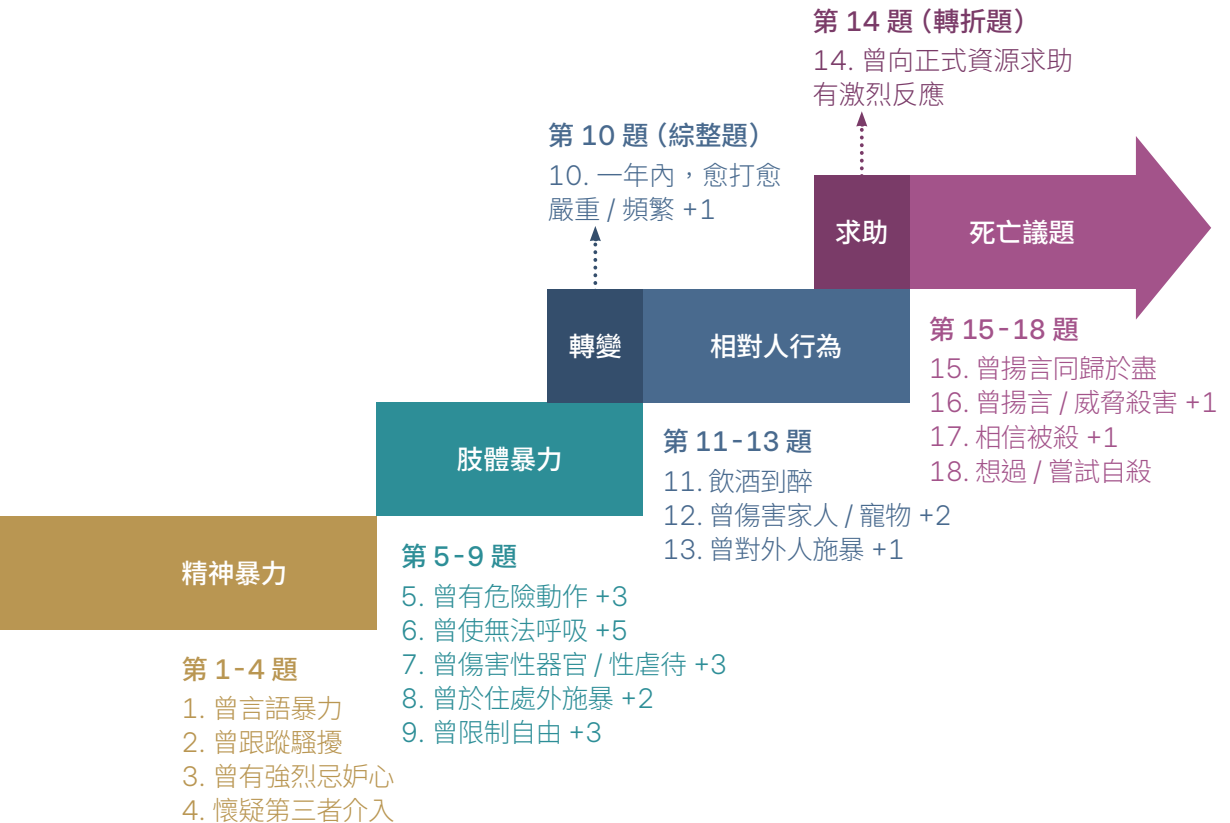 精神暴力
第 1-4 題
1. 曾言語暴力
2. 曾跟蹤騷擾
3. 曾有強烈忌妒心
4. 懷疑第三者介入
肢體暴力
第 5-9 題
5. 曾有危險動作 +3
6. 曾使無法呼吸 +5
7. 曾傷害性器官 / 性虐待 +3
8. 曾於住處外施暴 +2
9. 曾限制自由 +3
第 10 題（綜整題）
10. 一年內，愈打愈
嚴重 / 頻繁 +1
轉變
相對人行為
第 11-13 題
11. 飲酒到醉
12. 曾傷害家人 / 寵物 +2
13. 曾對外人施暴 +1
第 14 題（轉折題）
14. 曾向正式資源求助
有激烈反應
求助
死亡議題
第 15-18 題
15. 曾揚言同歸於盡
16. 曾揚言 / 威脅殺害 +1
17. 相信被殺 +1
18. 想過 / 嘗試自殺